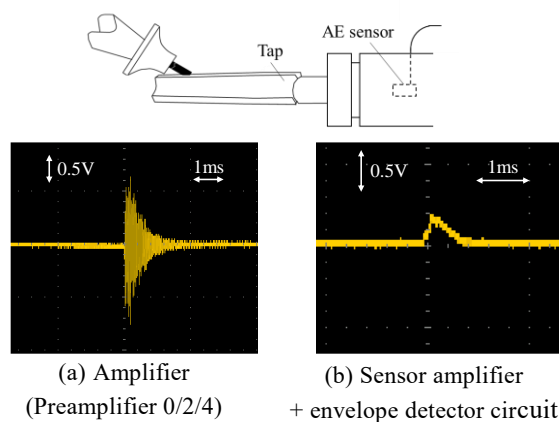 AE sensor
Tap
0.5V
1ms
0.5V
1ms
(a) Amplifier
(Preamplifier 0/2/4)
(b) Sensor amplifier
+ envelope detector circuit